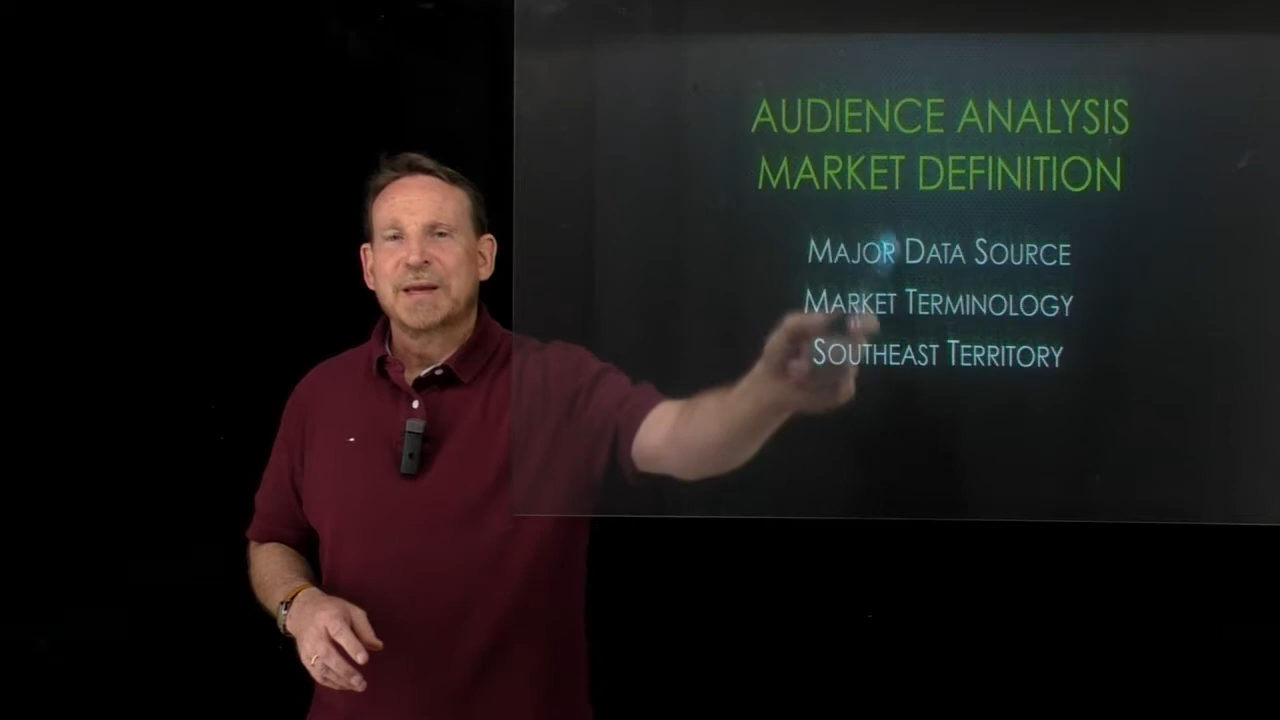 AUDIENCE ANALYSIS
MARKET DEFINITION
MAJOR DATA SOURCE
MARKET TERMINOLOGY
SOUTHEAST TERRITORY